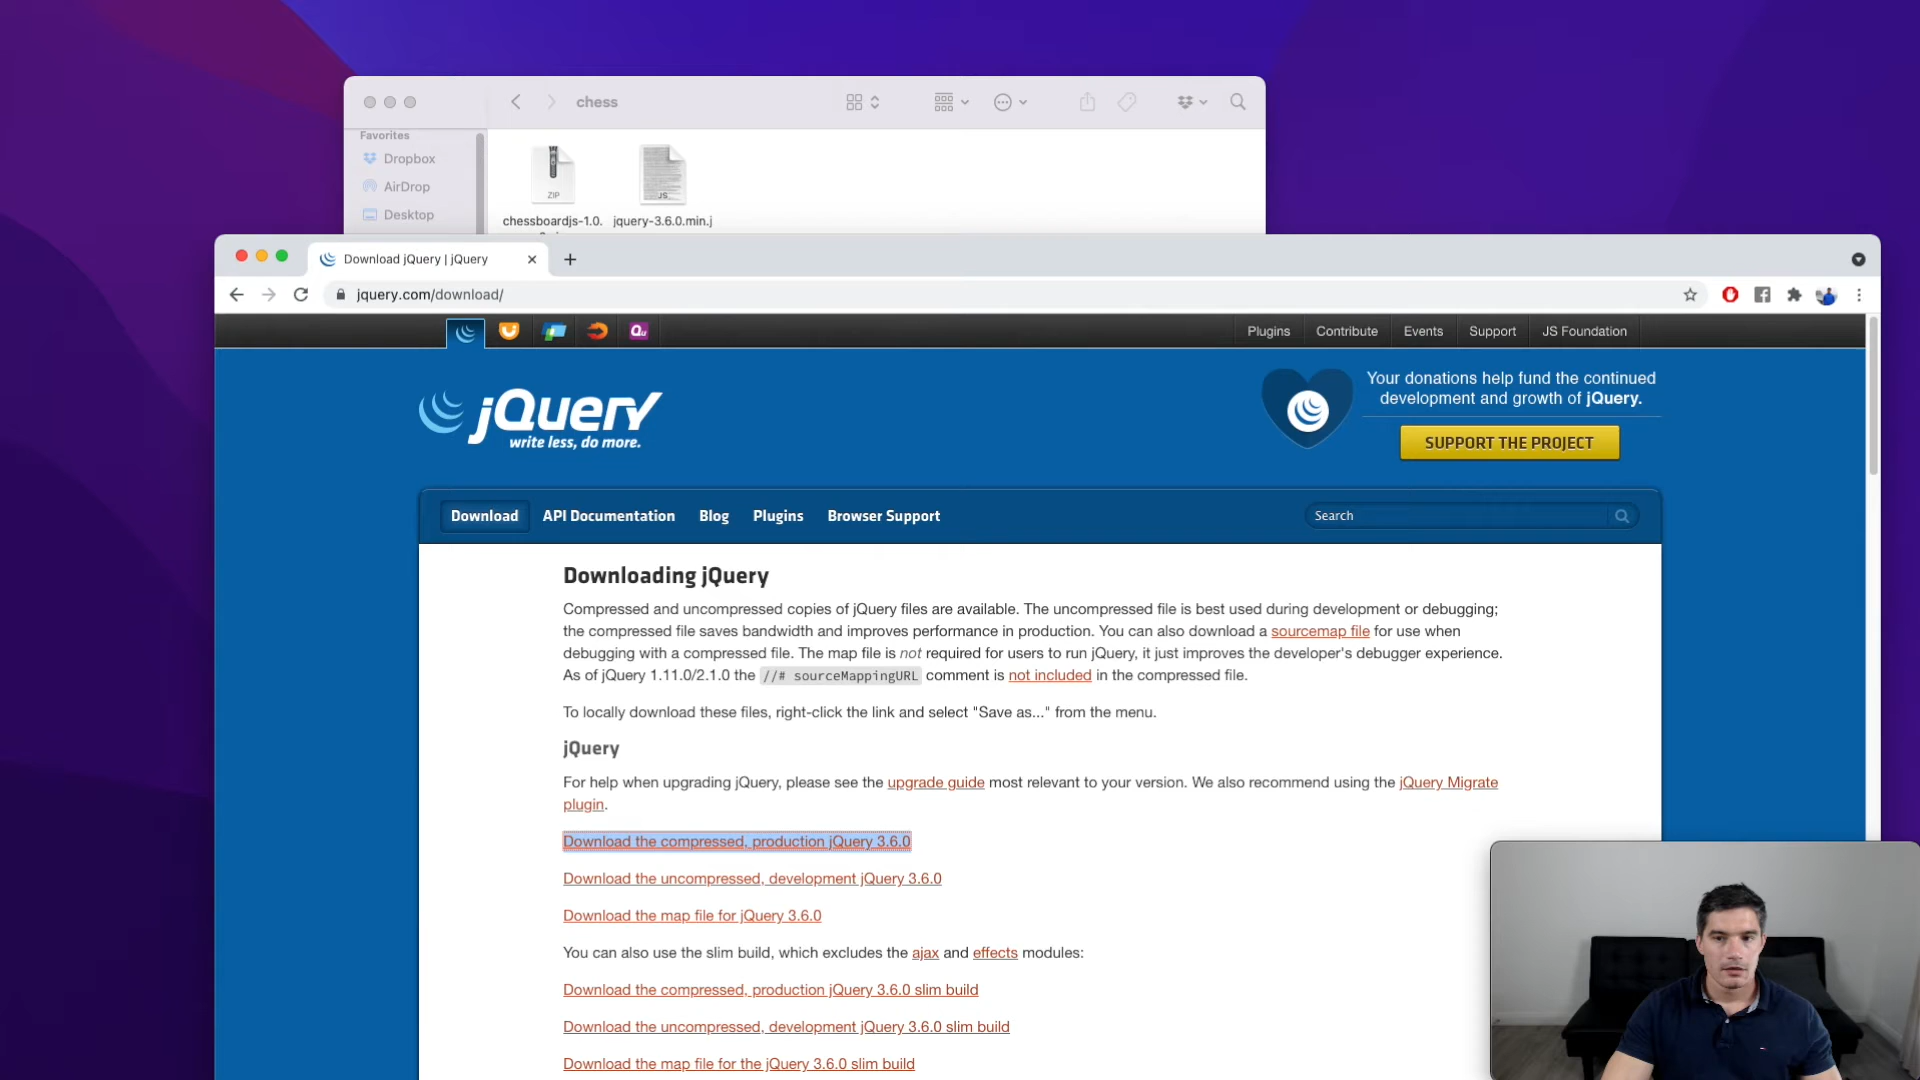 chess
Favorites
Dropbox
AirDrop
Desktop
ZIP
JS
chessboardjs-1.0.
jquery-3.6.0.min.j
Download jQuery | jQuery
jquery.com/download/
Qu
Plugins
Contribute
Events
Support
JS Foundation
jQuery
write less, do more.
Your donations help fund the continued
development and growth of jQuery.
SUPPORT THE PROJECT
Download
API Documentation
Blog
Plugins
Browser Support
Search
Downloading jQuery
Compressed and uncompressed copies of jQuery files are available. The uncompressed file is best used during development or debugging;
the compressed file saves bandwidth and improves performance in production. You can also download a sourcemap file for use when
debugging with a compressed file. The map file is not required for users to run jQuery, it just improves the developer's debugger experience.
As of jQuery 1.11.0/2.1.0 the //# sourceMappingURL comment is not included in the compressed file.
To locally download these files, right-click the link and select "Save as..." from the menu.
jQuery
For help when upgrading jQuery, please see the upgrade guide most relevant to your version. We also recommend using the jQuery Migrate
plugin.
Download the compressed, production jQuery 3.6.0
Download the uncompressed, development jQuery 3.6.0
Download the map file for jQuery 3.6.0
You can also use the slim build, which excludes the ajax and effects modules:
Download the compressed, production jQuery 3.6.0 slim build
Download the uncompressed, development jQuery 3.6.0 slim build
Download the map file for the jQuery 3.6.0 slim build